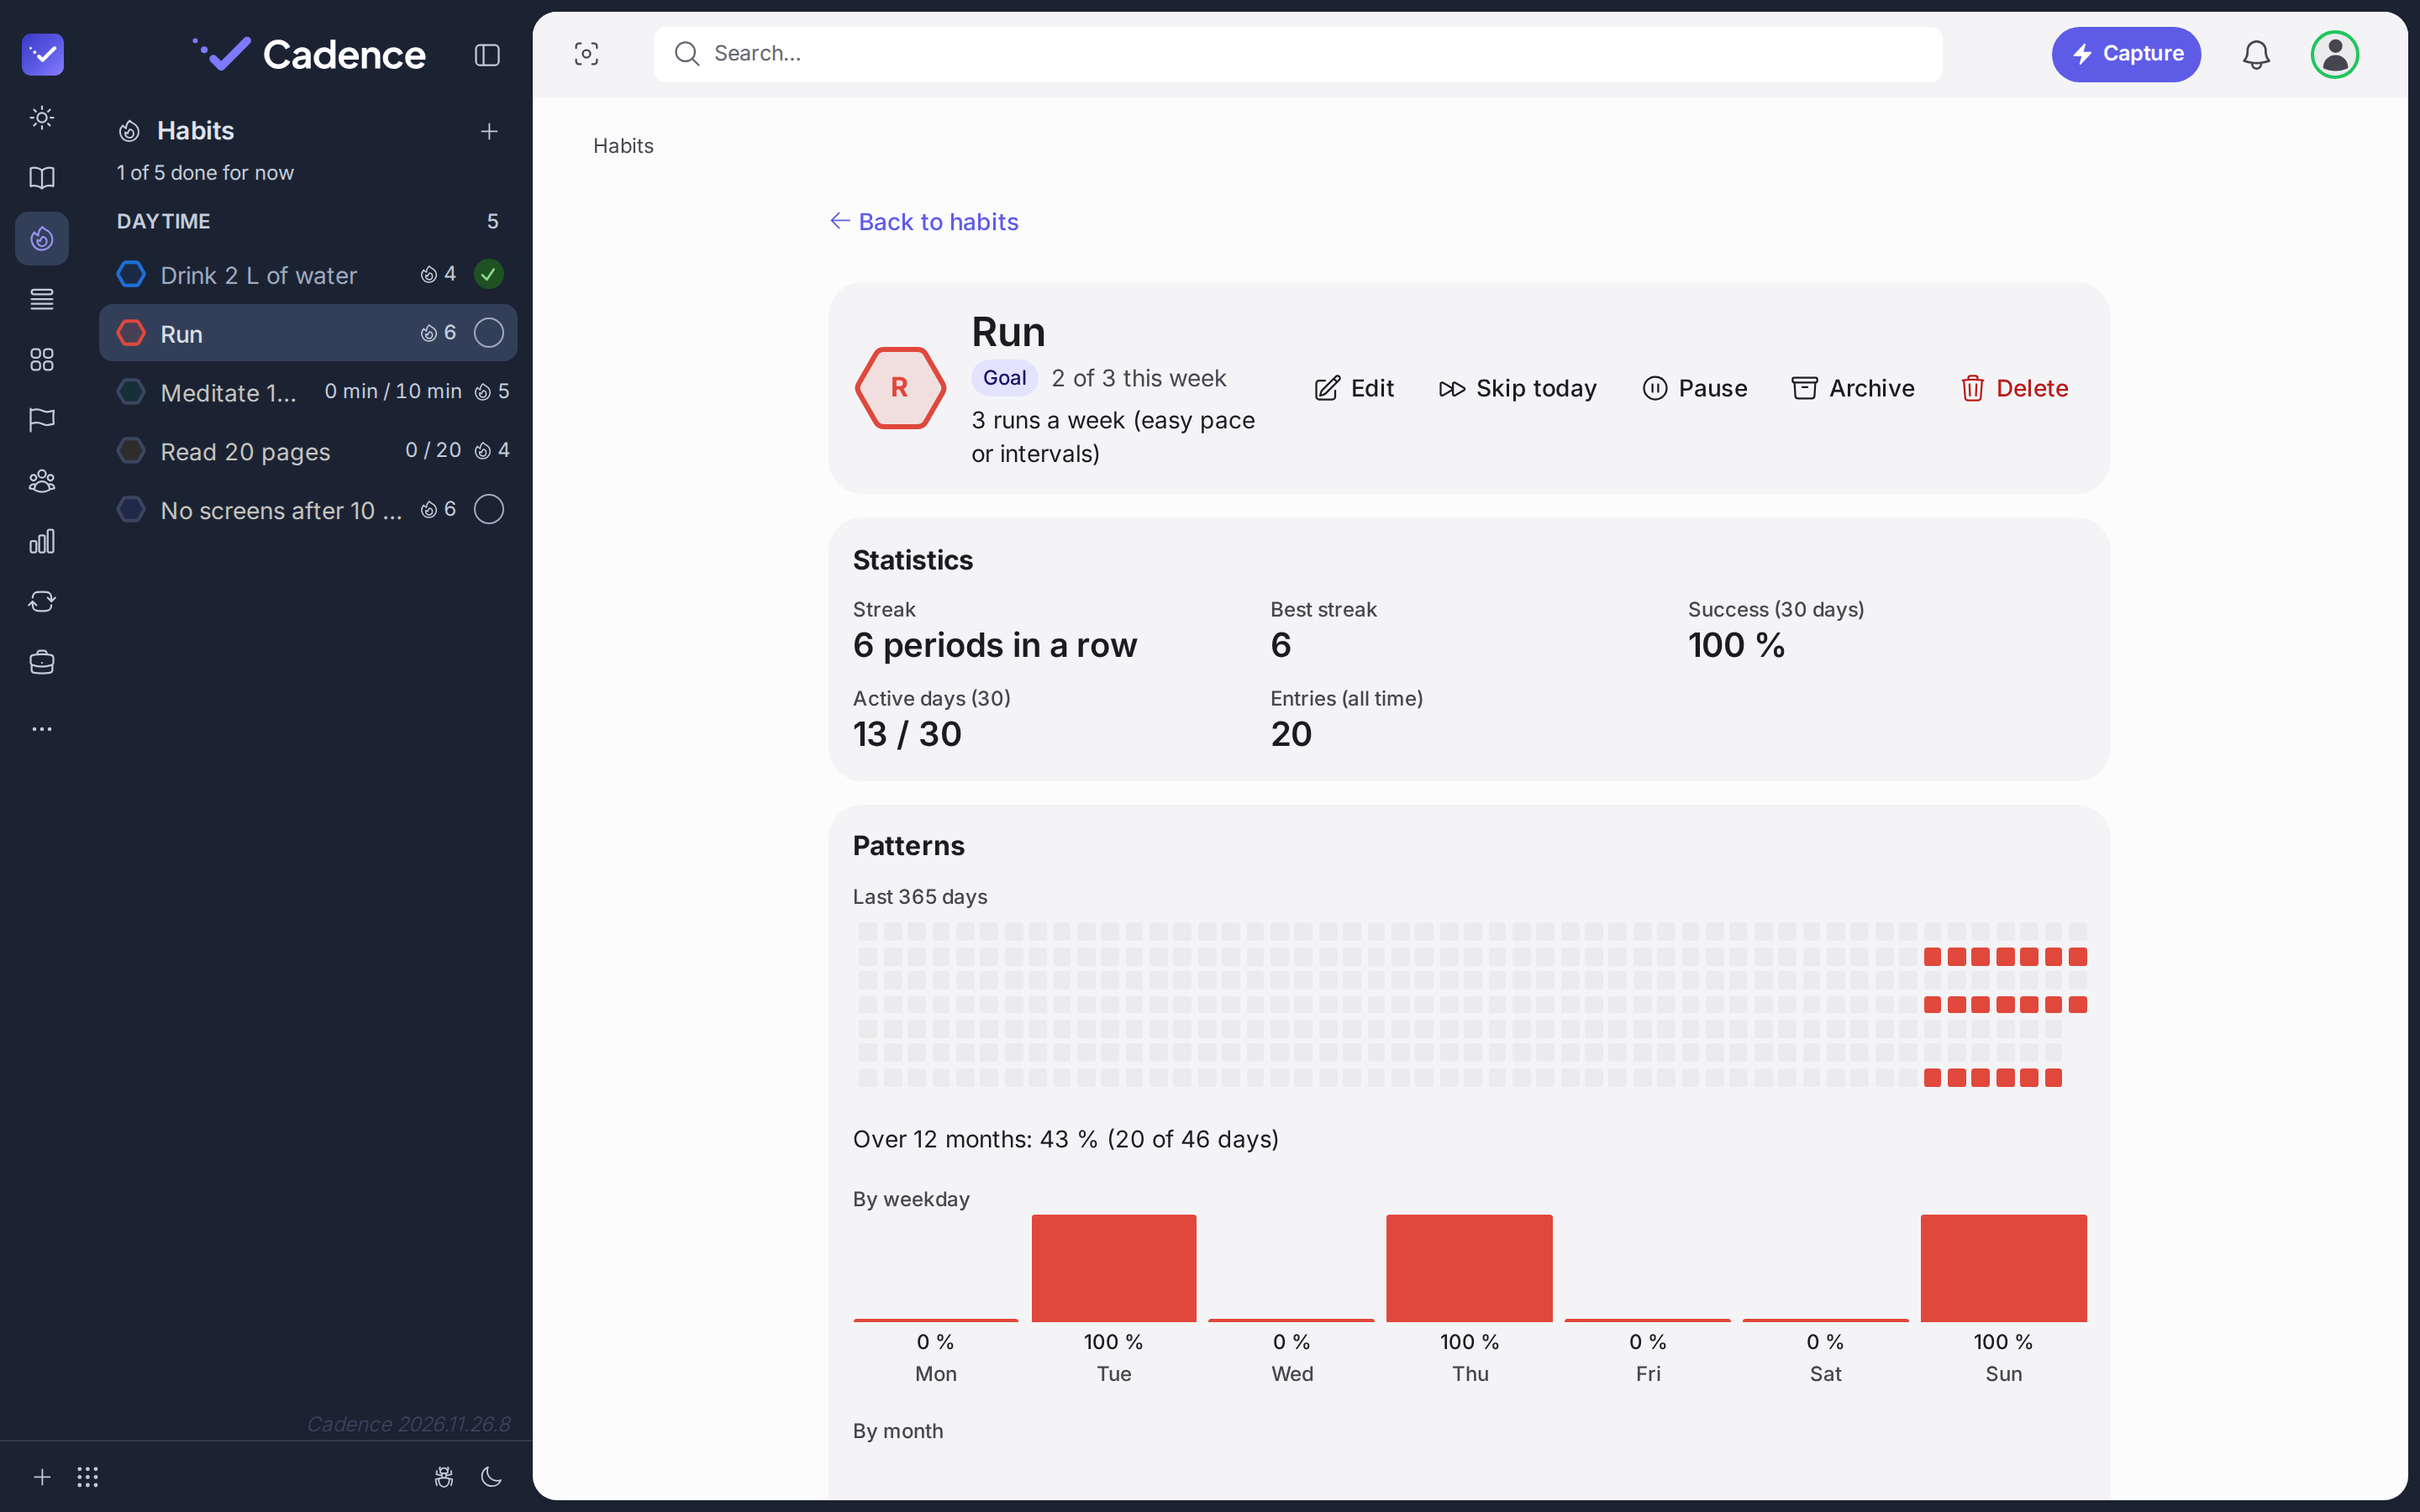 Cadence
Search...
Capture
Habits
1 of 5 done for now
DAYTIME 5
Drink 2 L of water 4
Run 6
Meditate 1... 0 min / 10 min 5
Read 20 pages 0 / 20 4
No screens after 10 ... 6
Cadence 2026.11.26.8
Habits
Back to habits
R
Run
Goal 2 of 3 this week
3 runs a week (easy pace
or intervals)
Edit Skip today Pause Archive Delete
Statistics
Streak Best streak Success (30 days)
6 periods in a row 6 100 %
Active days (30) Entries (all time)
13 / 30 20
Patterns
Last 365 days
Over 12 months: 43 % (20 of 46 days)
By weekday
0 % 100 % 0 % 100 % 0 % 0 % 100 %
Mon Tue Wed Thu Fri Sat Sun
By month